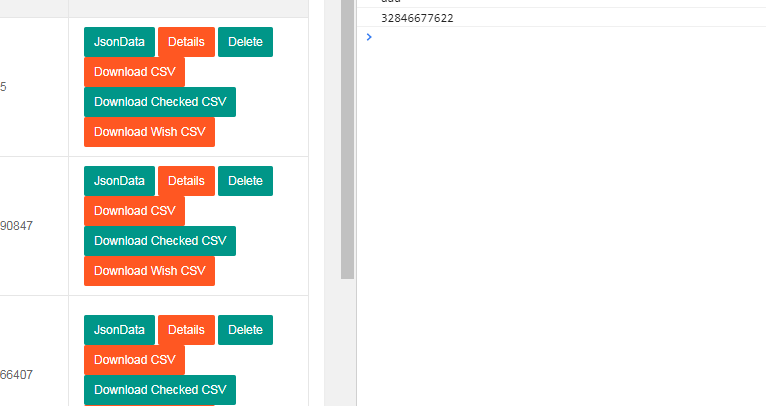 JsonData Details Delete
Download CSV
5
Download Checked CSV
Download Wish CSV
JsonData Details Delete
Download CSV
90847
Download Checked CSV
Download Wish CSV
JsonData Details Delete
Download CSV
66407
Download Checked CSV
32846677622
>